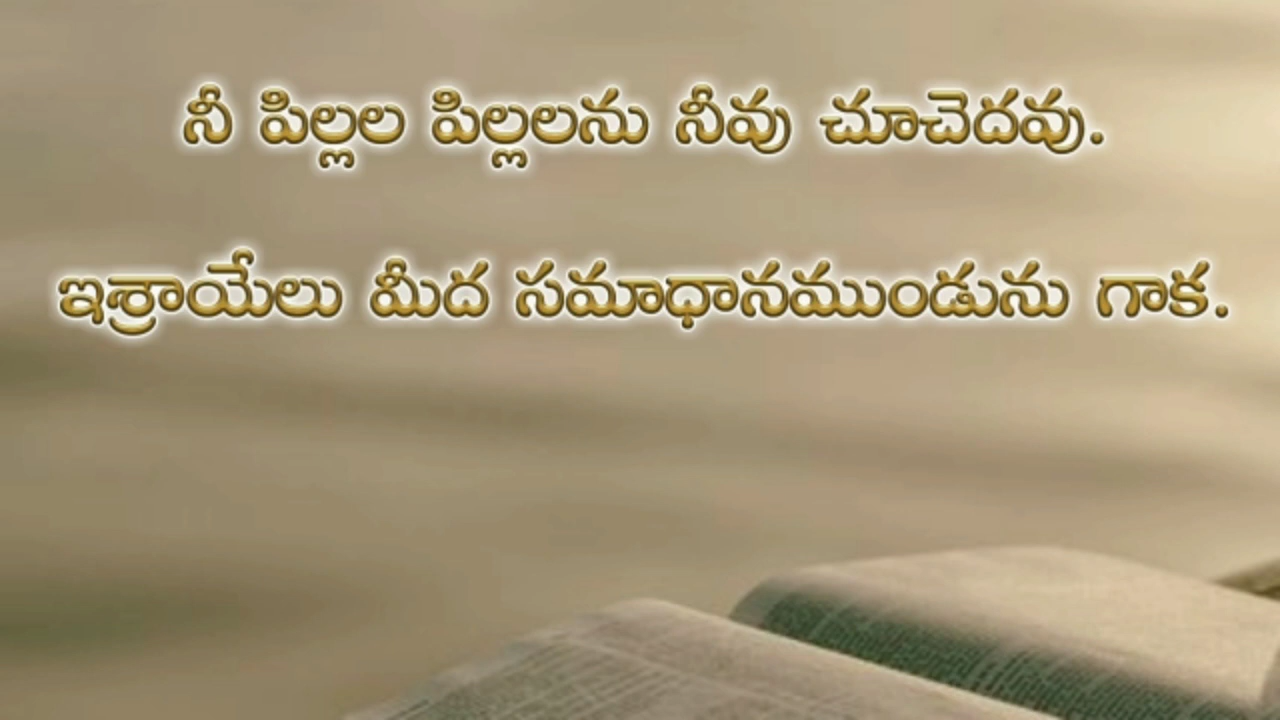 నీ పిల్లల పిల్లలను నీవు చూచెదవు.
ఇశ్రాయేలు మీద సమాధానముండును గాక.